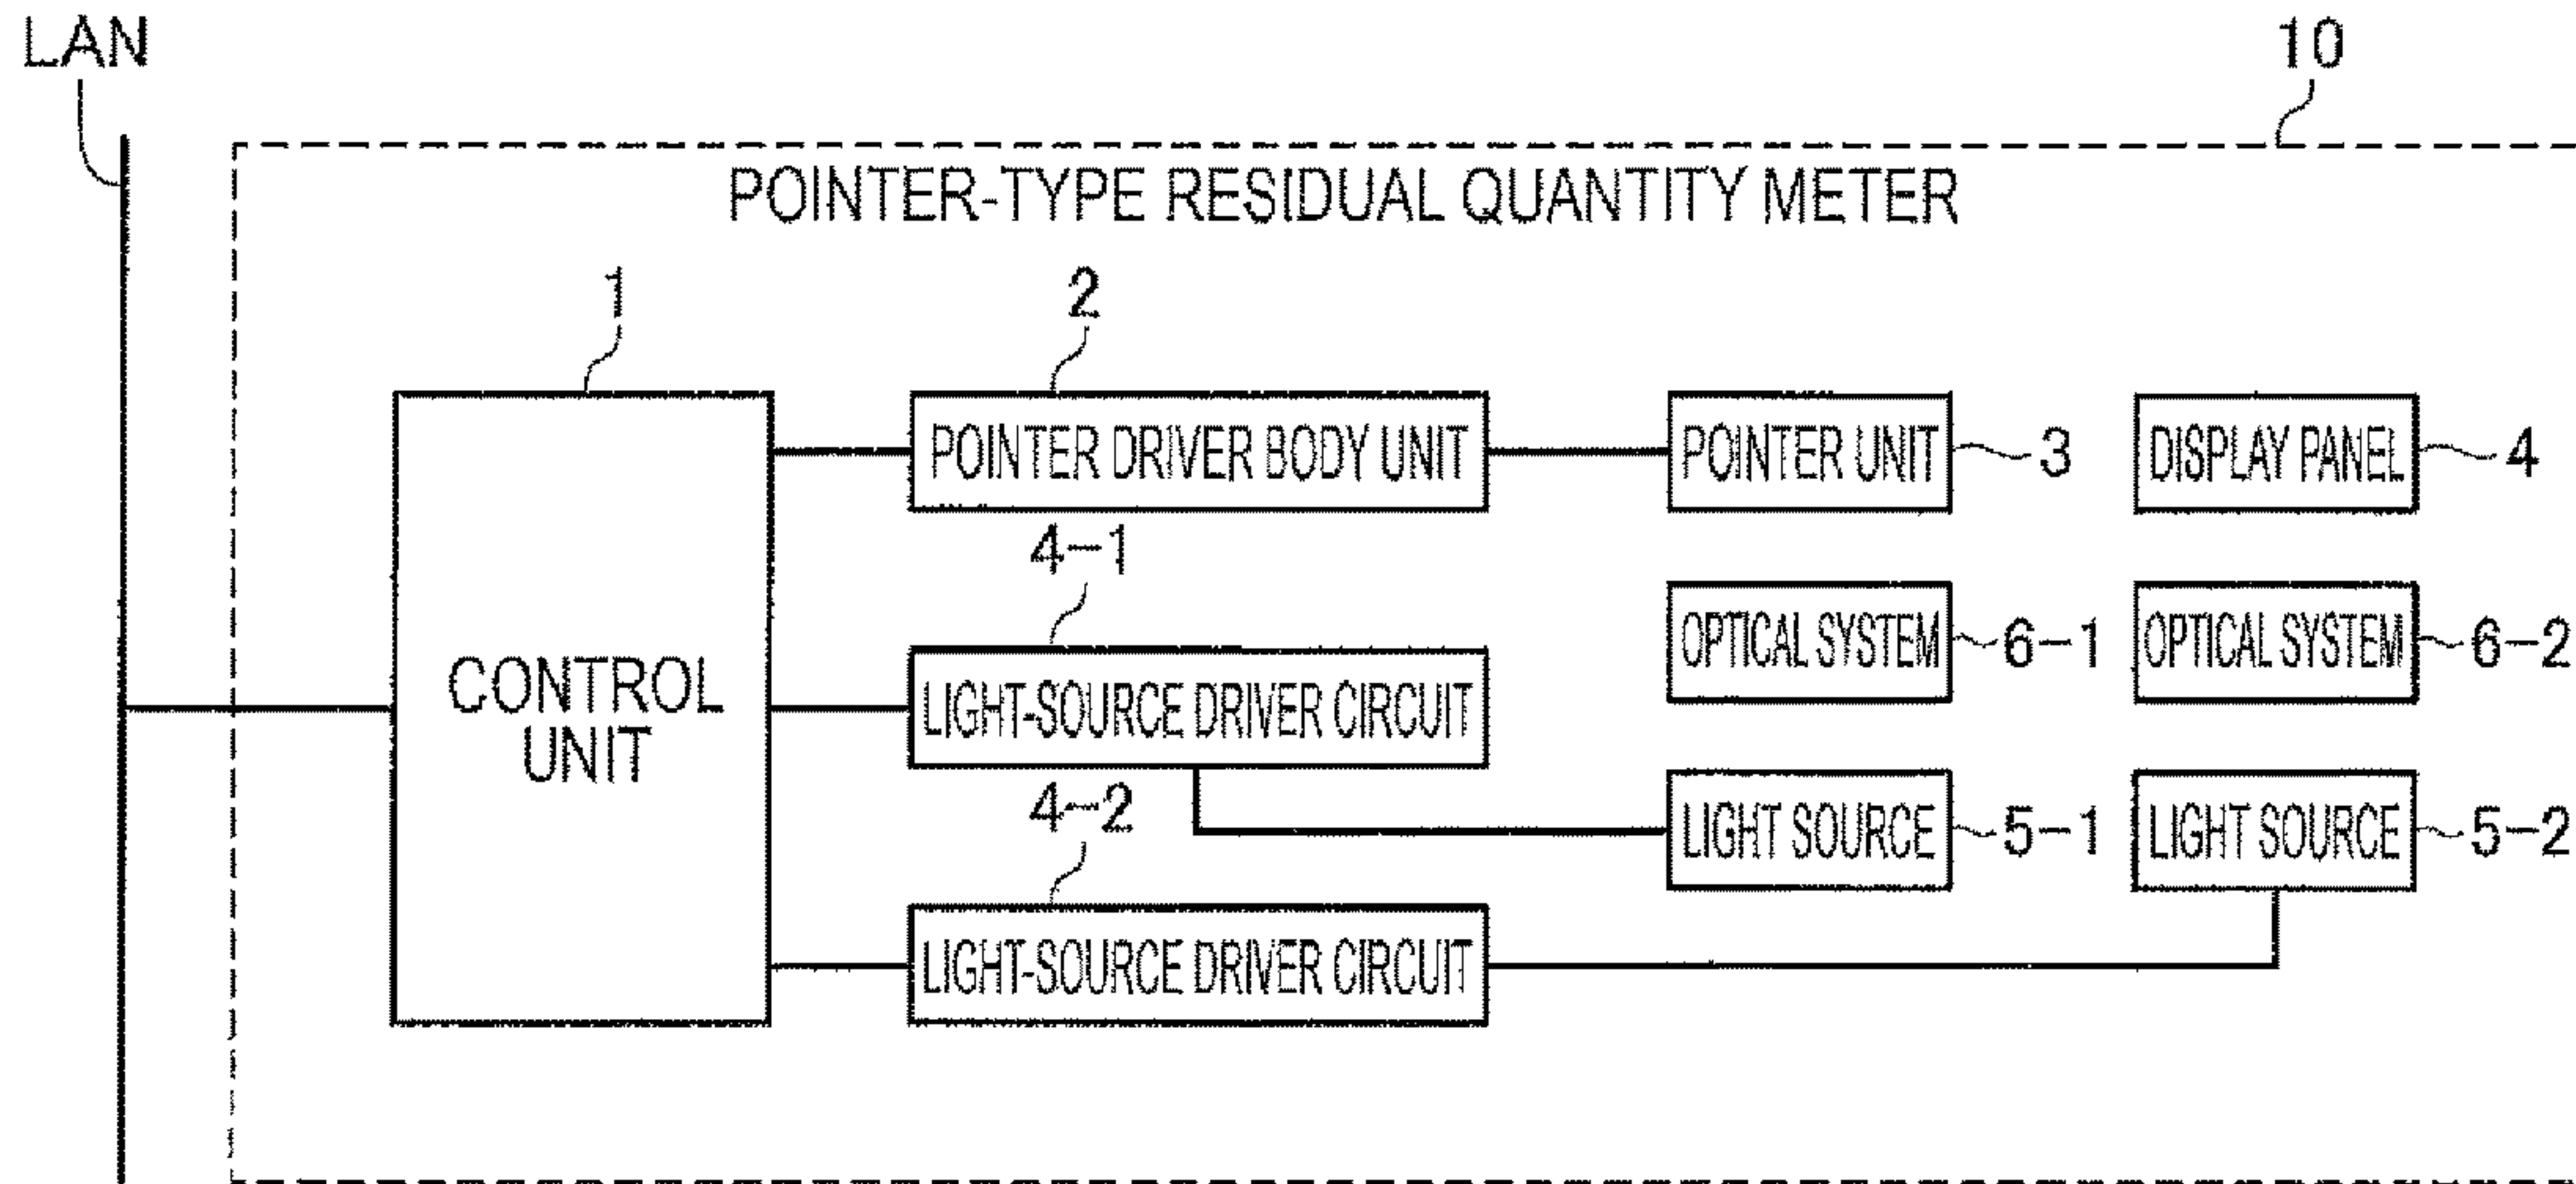 LAN
10
POINTER-TYPE RESIDUAL QUANTITY METER
1
2
POINTER DRIVER BODY UNIT
POINTER UNIT
3
DISPLAY PANEL
4
4-1
OPTICAL SYSTEM
6-1
OPTICAL SYSTEM
6-2
CONTROL
UNIT
LIGHT-SOURCE DRIVER CIRCUIT
4-2
LIGHT SOURCE
5-1
LIGHT SOURCE
5-2
LIGHT-SOURCE DRIVER CIRCUIT